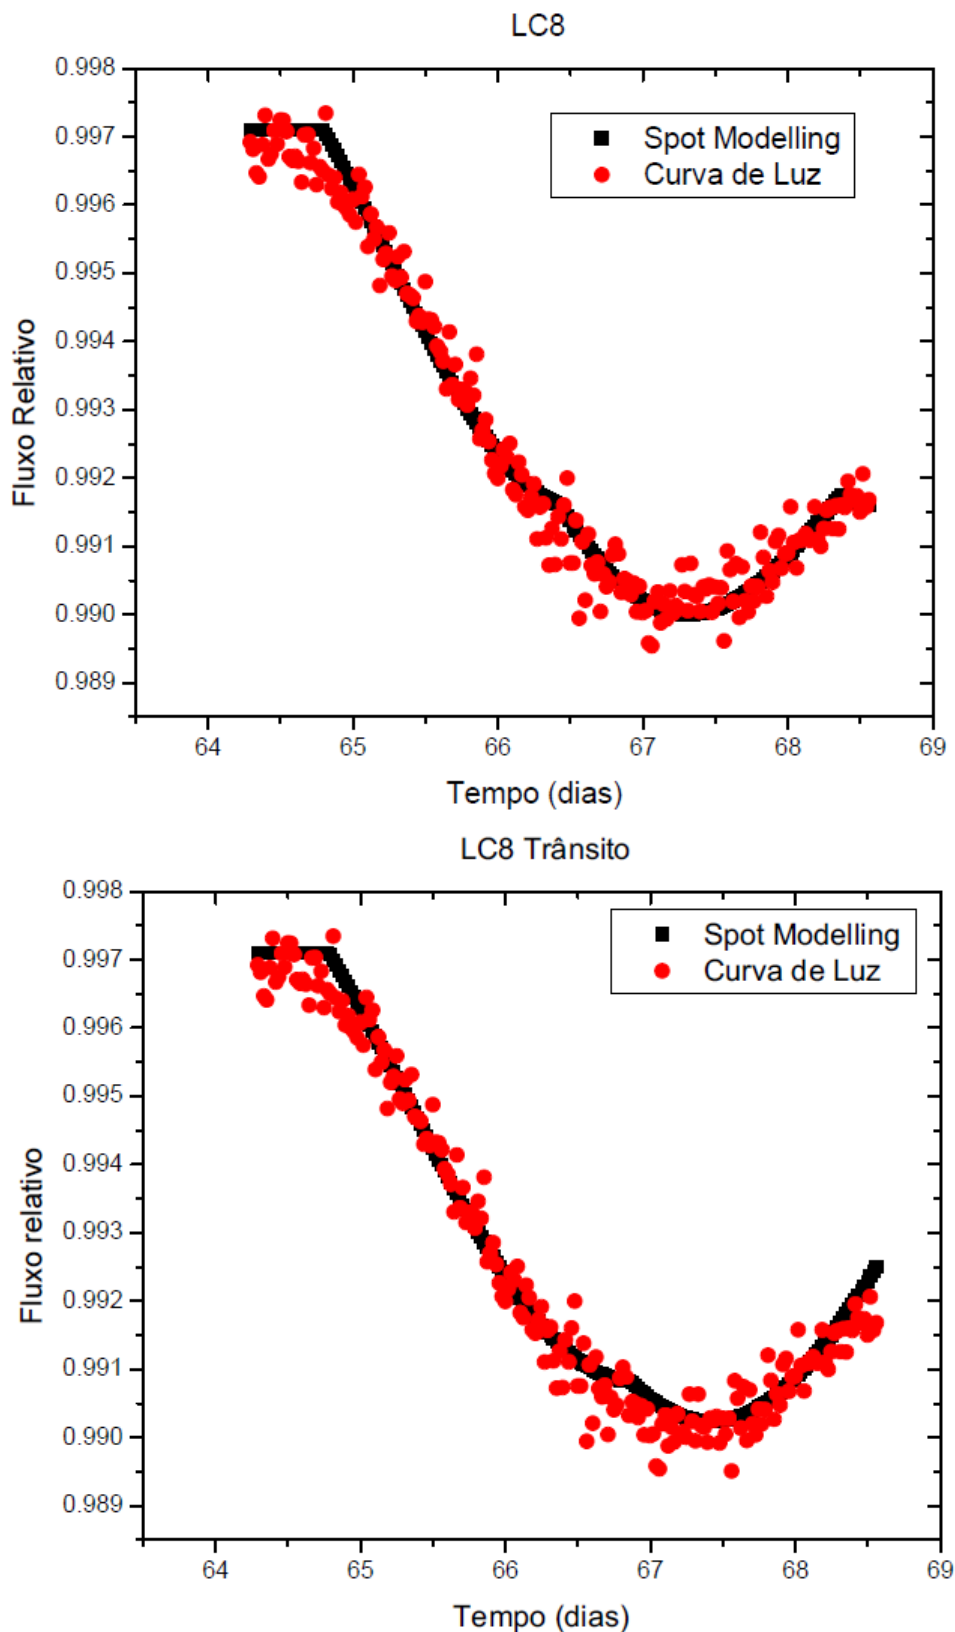 LC8
0.998
0.997
0.996
0.995
0.994
0.993
0.992
0.991
0.990
0.989
Fluxo Relativo
Spot Modelling
Curva de Luz
64 65 66 67 68 69
Tempo (dias)
LC8 Trânsito
0.998
0.997
0.996
0.995
0.994
0.993
0.992
0.991
0.990
0.989
Fluxo relativo
Spot Modelling
Curva de Luz
64 65 66 67 68 69
Tempo (dias)